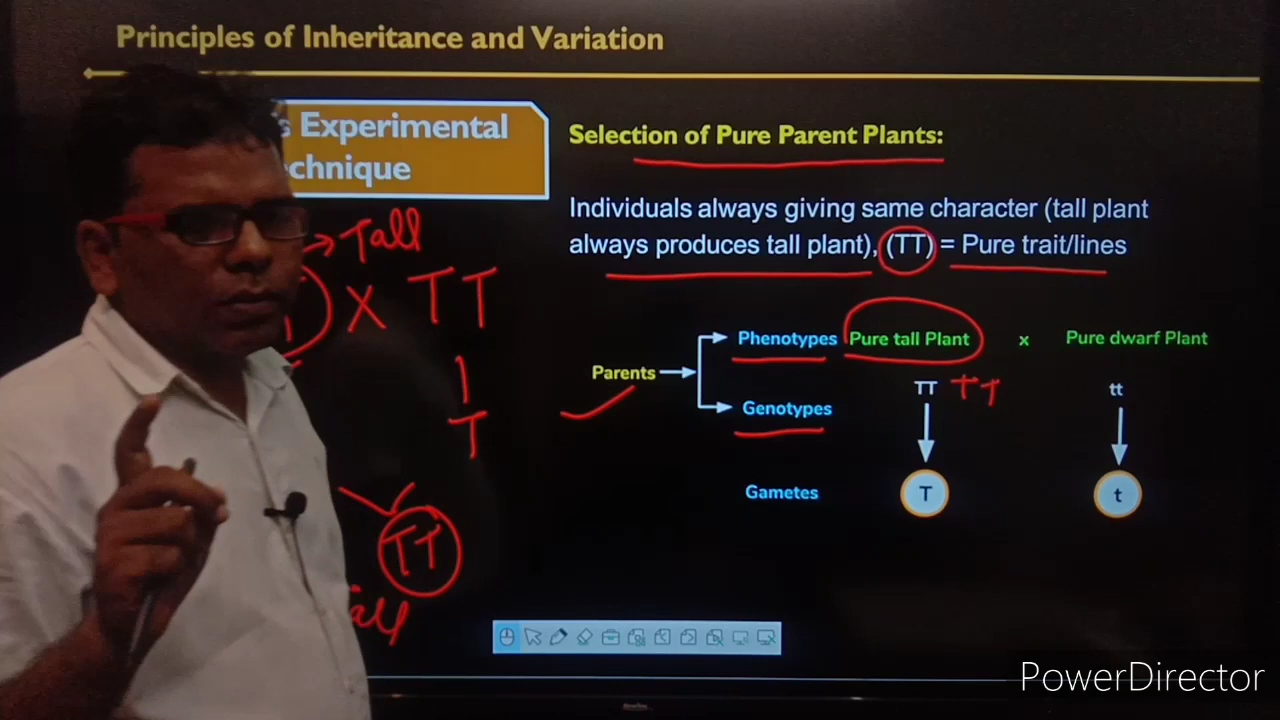 Principles of Inheritance and Variation
s Experimental
chnique
Selection of Pure Parent Plants:
Individuals always giving same character (tall plant
always produces tall plant), (TT) = Pure trait/lines
Tall
X TT
T
TT
all
Parents
Phenotypes Pure tall Plant x Pure dwarf Plant
TT TT tt
Genotypes
Gametes T t
PowerDirector